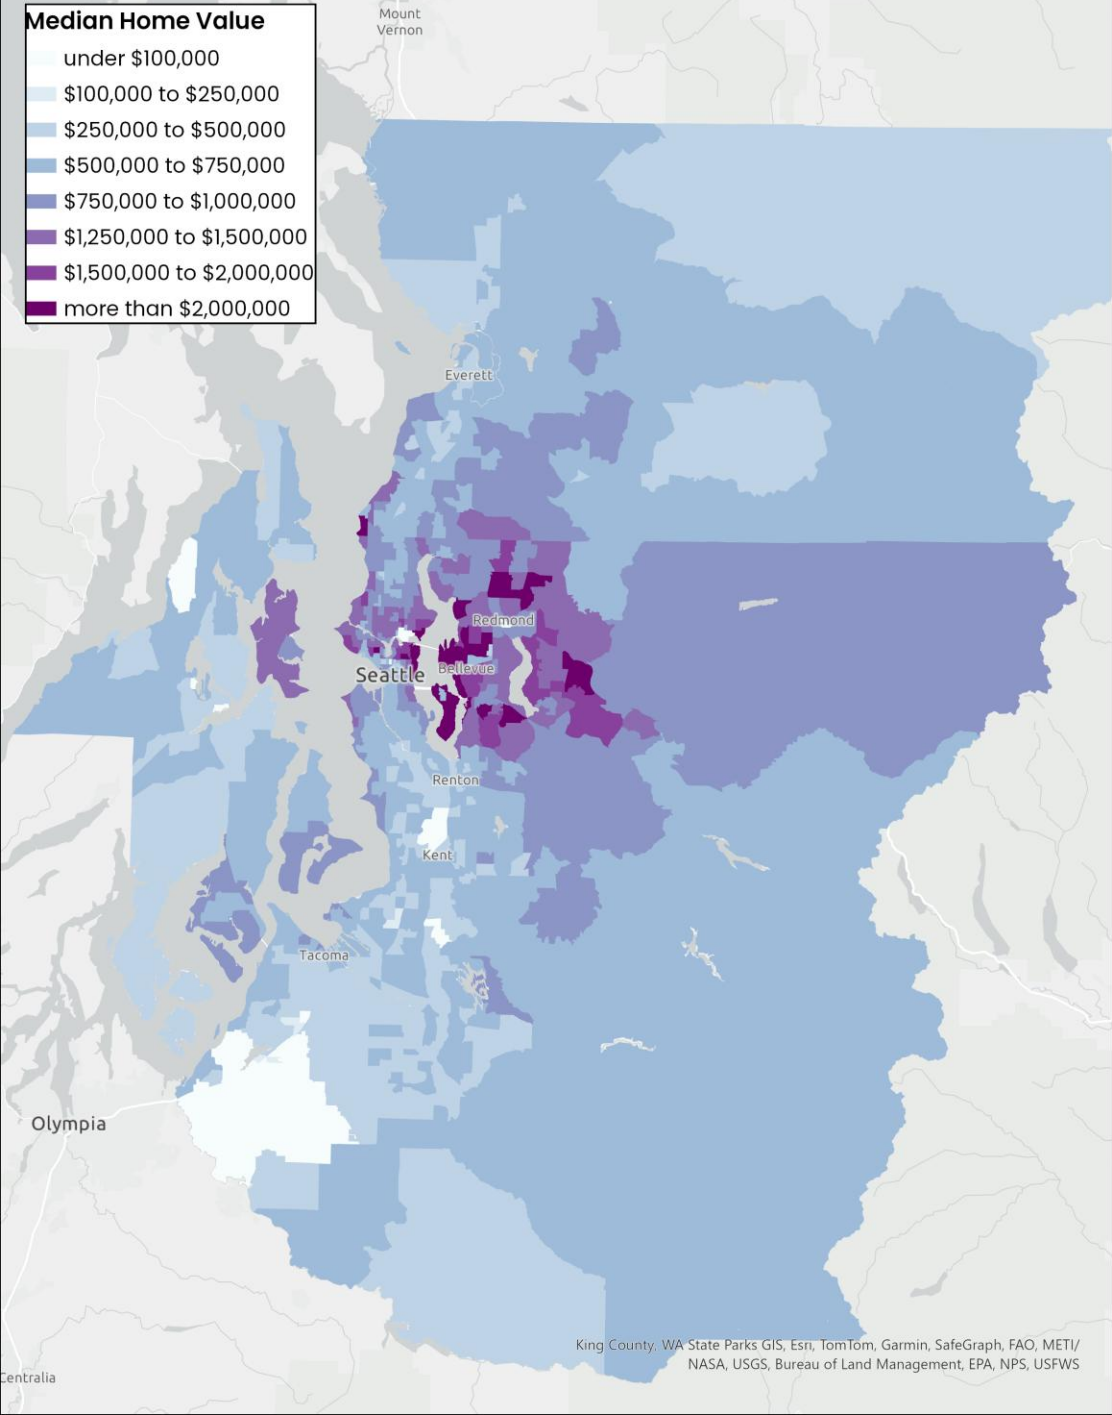 Median Home Value
under $100,000
$100,000 to $250,000
$250,000 to $500,000
$500,000 to $750,000
$750,000 to $1,000,000
$1,250,000 to $1,500,000
$1,500,000 to $2,000,000
more than $2,000,000
Mount
Vernon
Everett
Redmond
Bellevue
Seattle
Renton
Kent
Tacoma
Olympia
Centralia
King County, WA State Parks GIS, Esri, TomTom, Garmin, SafeGraph, FAO, METI/
NASA, USGS, Bureau of Land Management, EPA, NPS, USFWS